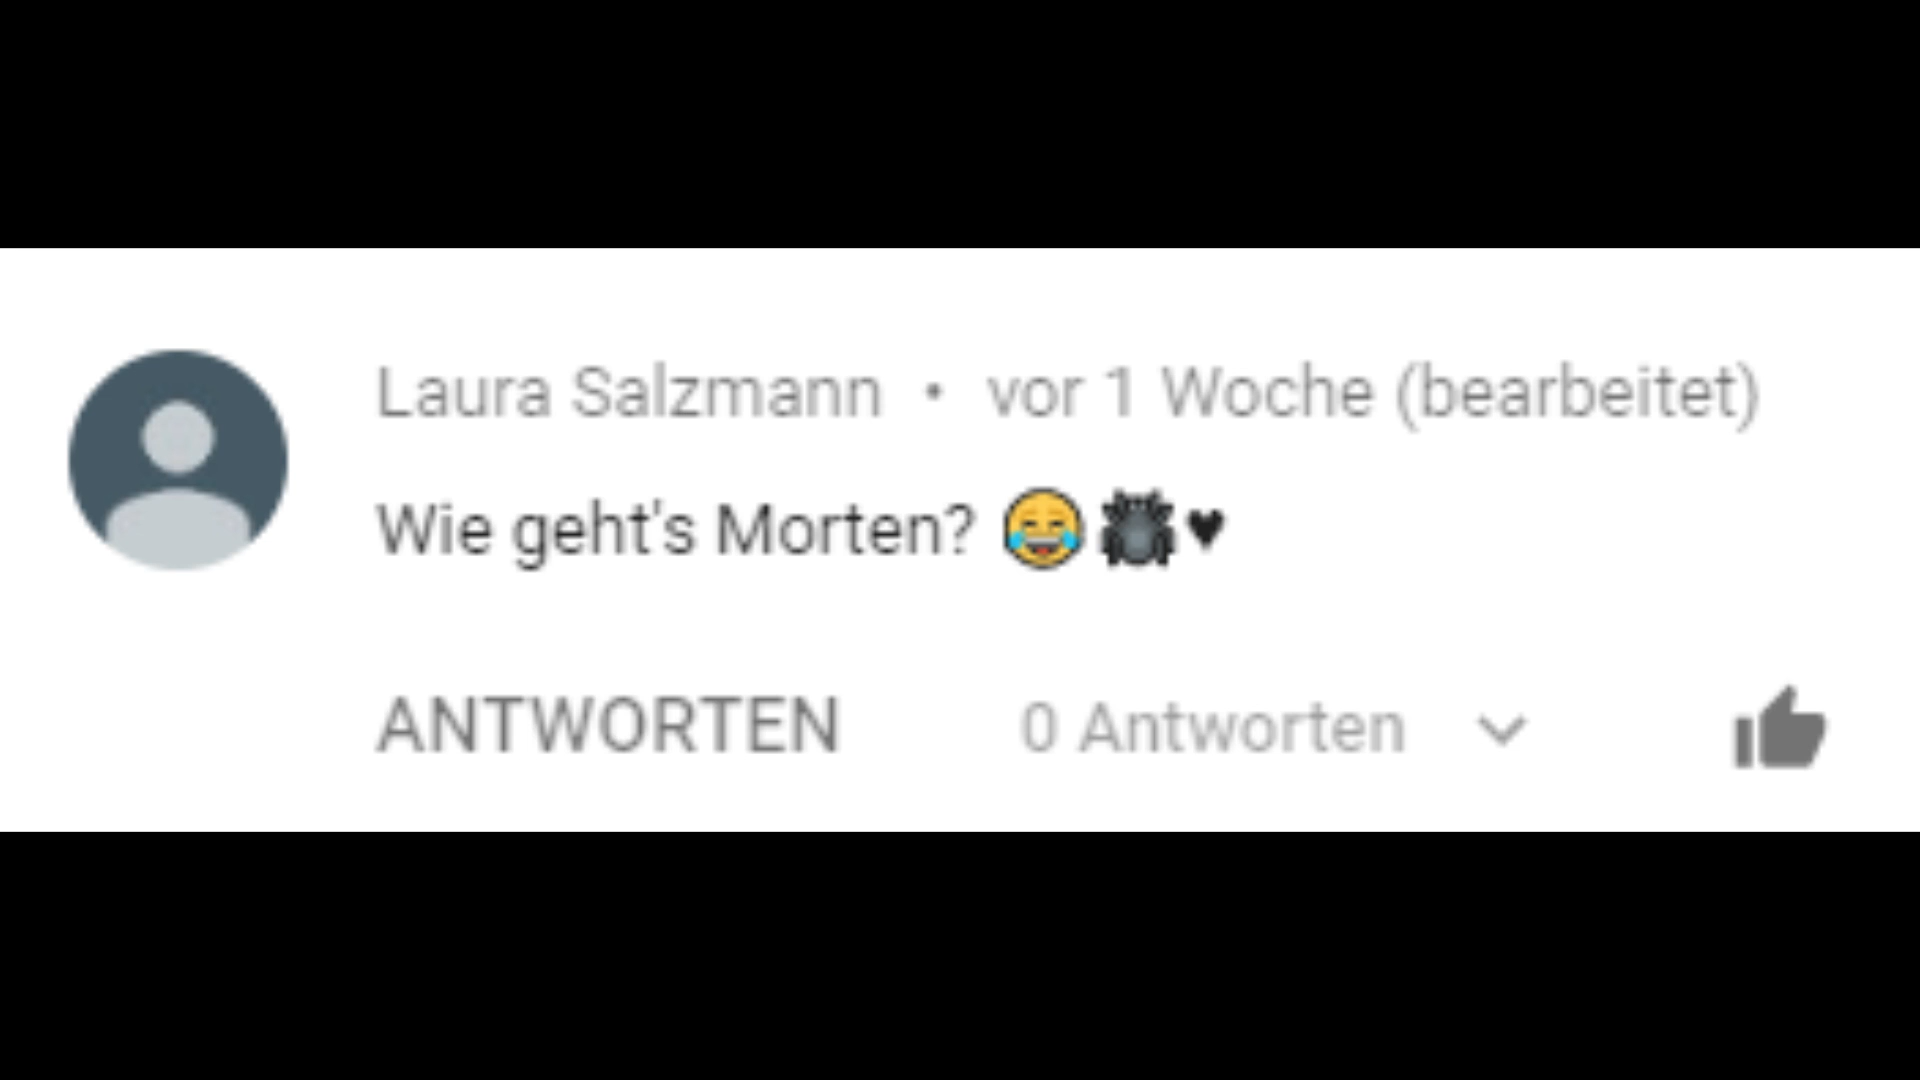 Laura Salzmann • vor 1 Woche (bearbeitet)
Wie geht's Morten? 😂🕷♥
ANTWORTEN 0 Antworten